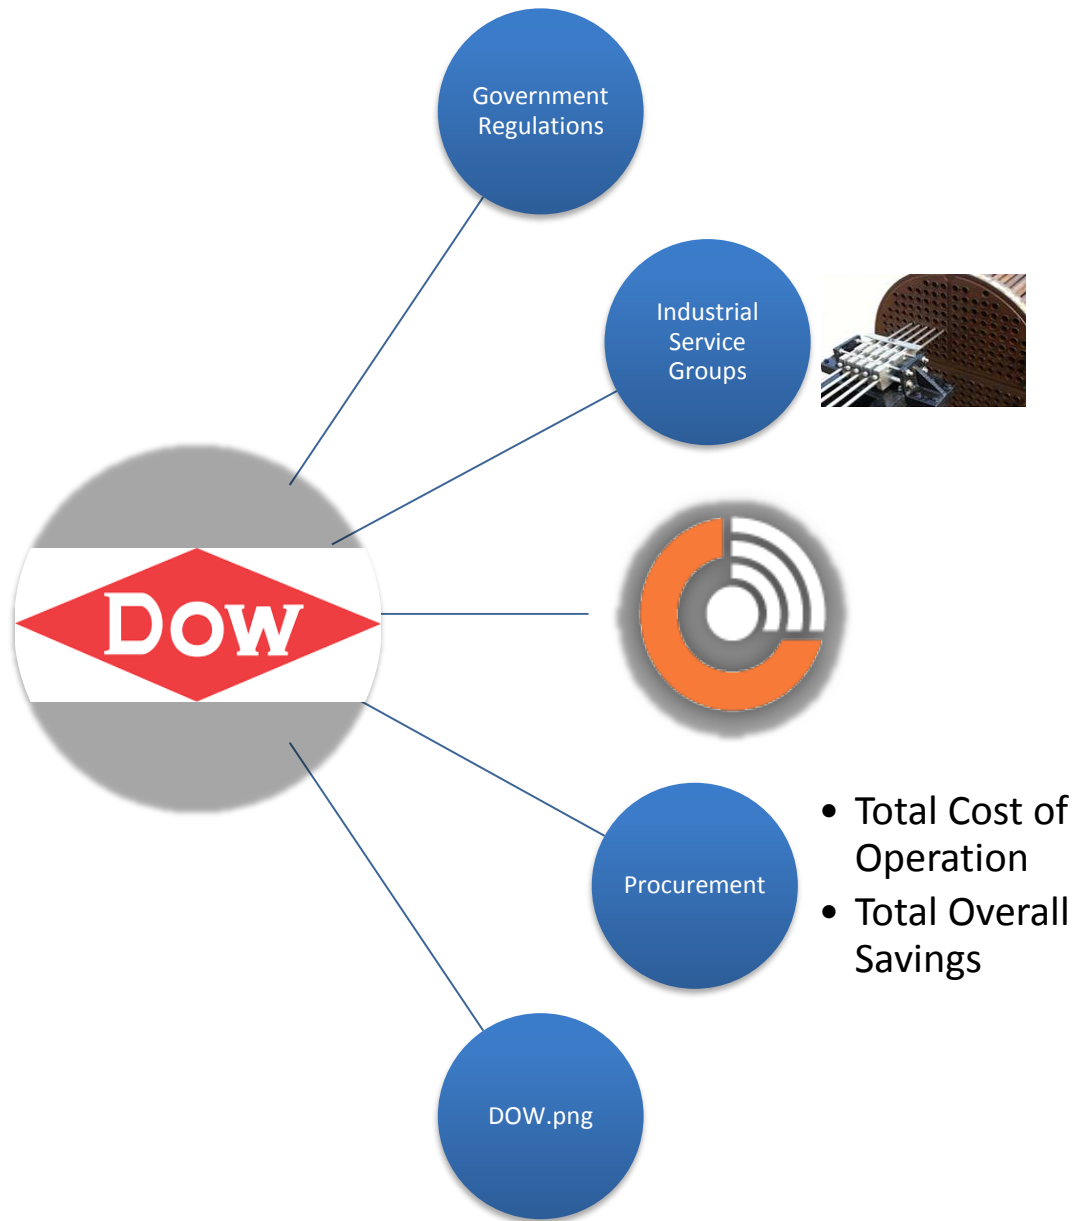 Government
Regulations
Industrial
Service
Groups
DOW
• Total Cost of
Operation
• Total Overall
Savings
Procurement
DOW.png